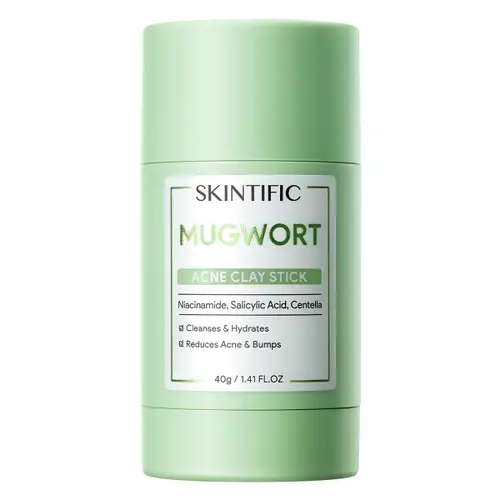 SKINTIFIC
MUGWORT
ACNE CLAY STICK
Niacinamide, Salicylic Acid, Centella
☑ Cleanses & Hydrates
☑ Reduces Acne & Bumps
40g / 1.41 FL.OZ